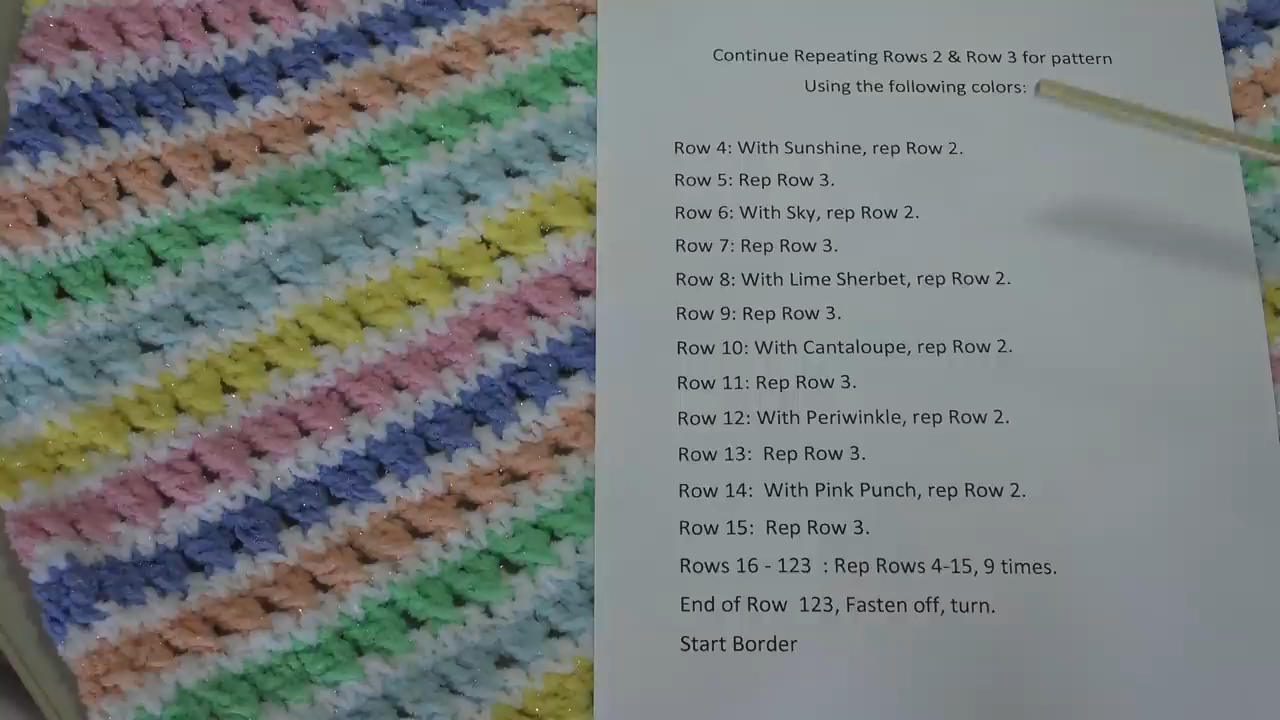 Continue Repeating Rows 2 & Row 3 for pattern
Using the following colors:
Row 4: With Sunshine, rep Row 2.
Row 5: Rep Row 3.
Row 6: With Sky, rep Row 2.
Row 7: Rep Row 3.
Row 8: With Lime Sherbet, rep Row 2.
Row 9: Rep Row 3.
Row 10: With Cantaloupe, rep Row 2.
Row 11: Rep Row 3.
Row 12: With Periwinkle, rep Row 2.
Row 13: Rep Row 3.
Row 14: With Pink Punch, rep Row 2.
Row 15: Rep Row 3.
Rows 16 - 123 : Rep Rows 4-15, 9 times.
End of Row 123, Fasten off, turn.
Start Border